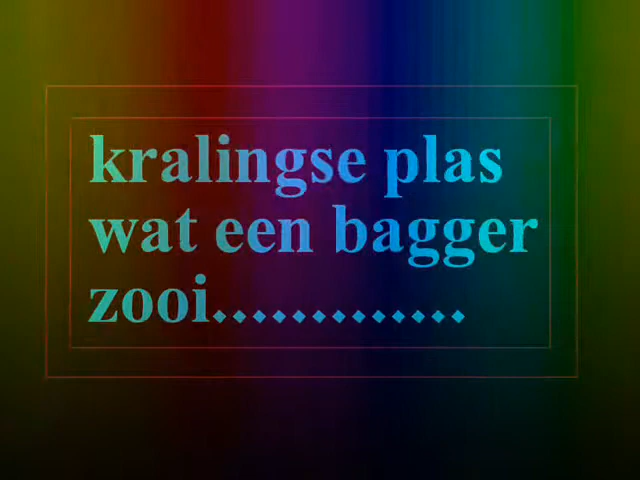 kralingse plas
wat een bagger
zooi.............